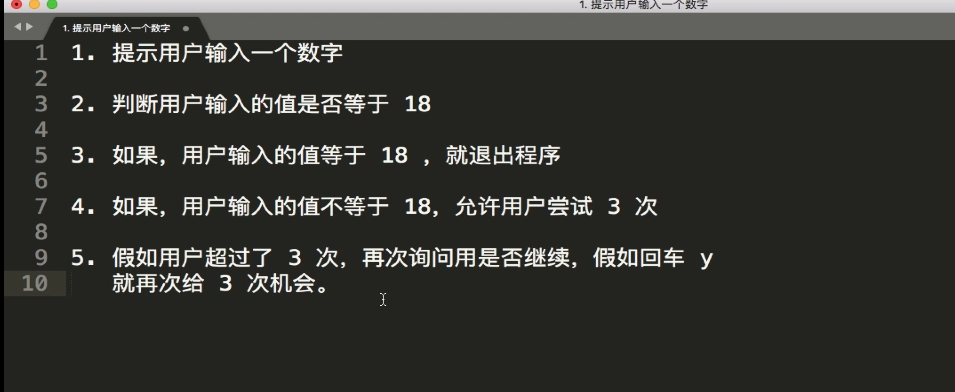 1. 提示用户输入一个数字
1. 提示用户输入一个数字
1 1. 提示用户输入一个数字
2
3 2. 判断用户输入的值是否等于 18
4
5 3. 如果，用户输入的值等于 18 ，就退出程序
6
7 4. 如果，用户输入的值不等于 18，允许用户尝试 3 次
8
9 5. 假如用户超过了 3 次，再次询问用是否继续，假如回车 y
10 就再次给 3 次机会。